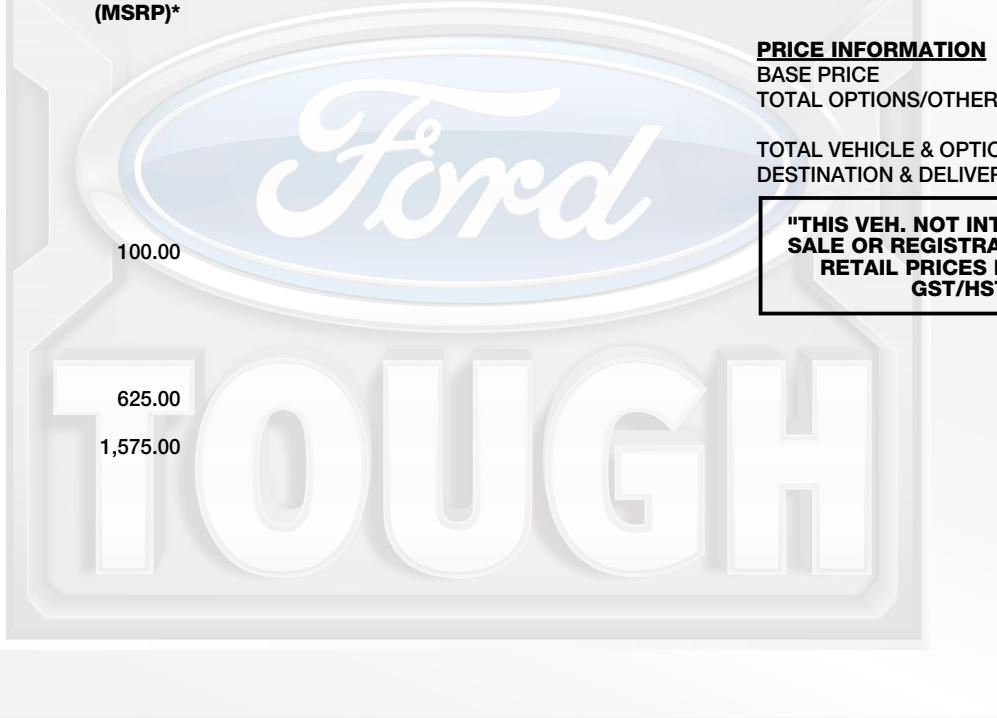 (MSRP)*
100.00
625.00
1,575.00
Ford
TOUGH
PRICE INFORMATION
BASE PRICE
TOTAL OPTIONS/OTHER
TOTAL VEHICLE & OPTIO
DESTINATION & DELIVER
"THIS VEH. NOT INT
SALE OR REGISTRA
RETAIL PRICES
GST/HST